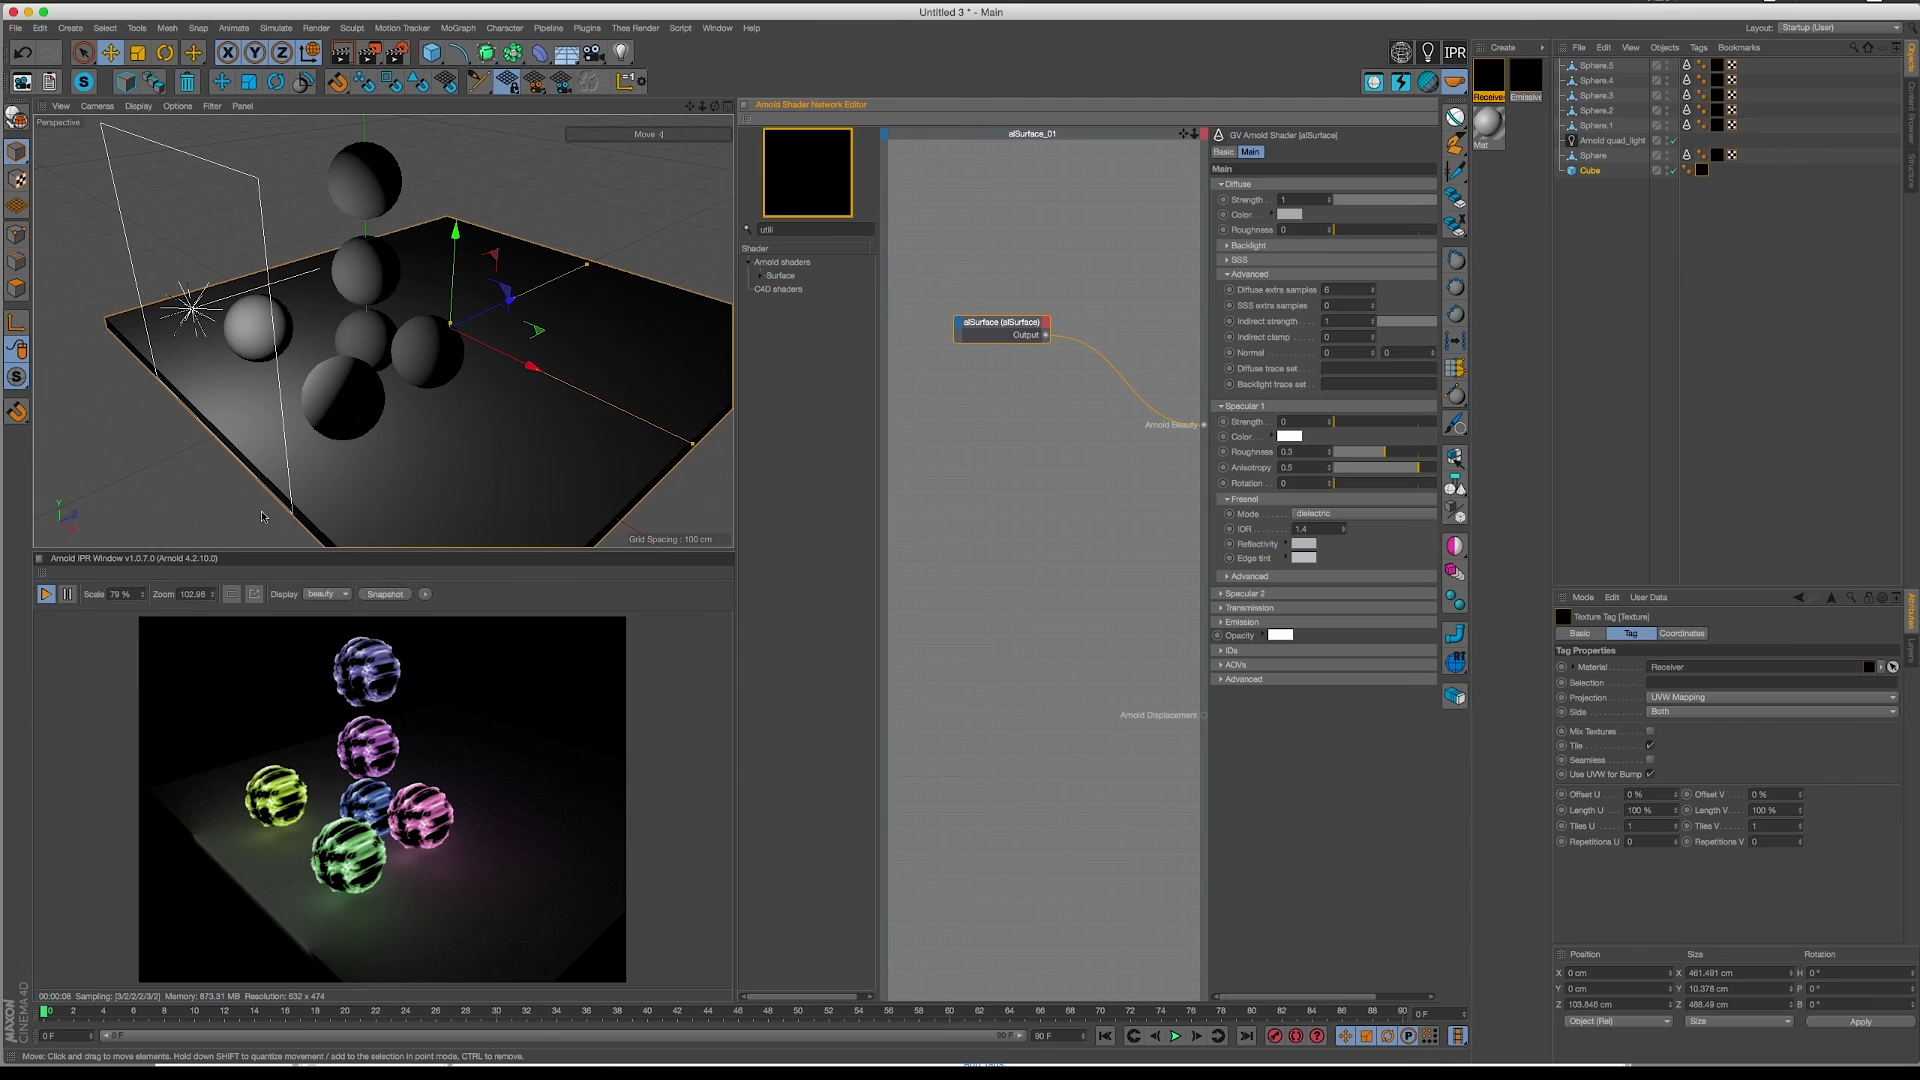 Untitled 3 * - Main
File Edit Create Select Tools Mesh Snap Animate Simulate Render Sculpt Motion Tracker MoGraph Character Pipeline Plugins Thea Render Script Window Help
Layout: Startup (User)
IPR
Create
File Edit View Objects Tags Bookmarks
Sphere.5
Sphere.4
Sphere.3
Sphere.2
Sphere.1
Arnold quad_light
Sphere
Cube
Receive
Emissive
Mat
Objects
Content Browser
Structure
View Cameras Display Options Filter Panel
Perspective
Move
Grid Spacing : 100 cm
Arnold Shader Network Editor
utili
Shader
Arnold shaders
Surface
C4D shaders
alSurface_01
alSurface (alSurface)
Output
Arnold Beauty
Arnold Displacement
GV Arnold Shader [alSurface]
Basic Main
Main
Diffuse
Strength 1
Color
Roughness 0
Backlight
SSS
Advanced
Diffuse extra samples 6
SSS extra samples 0
Indirect strength 1
Indirect clamp 0
Normal 0 0
Diffuse trace set
Backlight trace set
Specular 1
Strength 0
Color
Roughness 0.3
Anisotropy 0.5
Rotation 0
Fresnel
Mode dielectric
IOR 1.4
Reflectivity
Edge tint
Advanced
Specular 2
Transmission
Emission
Opacity
IDs
AOVs
Advanced
Arnold IPR Window v1.0.7.0 (Arnold 4.2.10.0)
Scale 79 % Zoom 102.96 Display beauty Snapshot
00:00:08 Sampling: [3/2/2/2/3/2] Memory: 873.31 MB Resolution: 632 x 474
Mode Edit User Data
Texture Tag [Texture]
Basic Tag Coordinates
Tag Properties
Material Receiver
Selection
Projection UVW Mapping
Side Both
Mix Textures
Tile
Seamless
Use UVW for Bump
Offset U 0 % Offset V 0 %
Length U 100 % Length V 100 %
Tiles U 1 Tiles V 1
Repetitions U 0 Repetitions V 0
Attributes
Layers
Position Size Rotation
X 0 cm X 461.491 cm H 0 °
Y 0 cm Y 10.378 cm P 0 °
Z 103.846 cm Z 488.49 cm B 0 °
Object (Rel) Size Apply
0 2 4 6 8 10 12 14 16 18 20 22 24 26 28 30 32 34 36 38 40 42 44 46 48 50 52 54 56 58 60 62 64 66 68 70 72 74 76 78 80 82 84 86 88 90 0 F
0 F 0 F 90 F 90 F
MAXON CINEMA4D
Move: Click and drag to move elements. Hold down SHIFT to quantize movement / add to the selection in point mode, CTRL to remove.